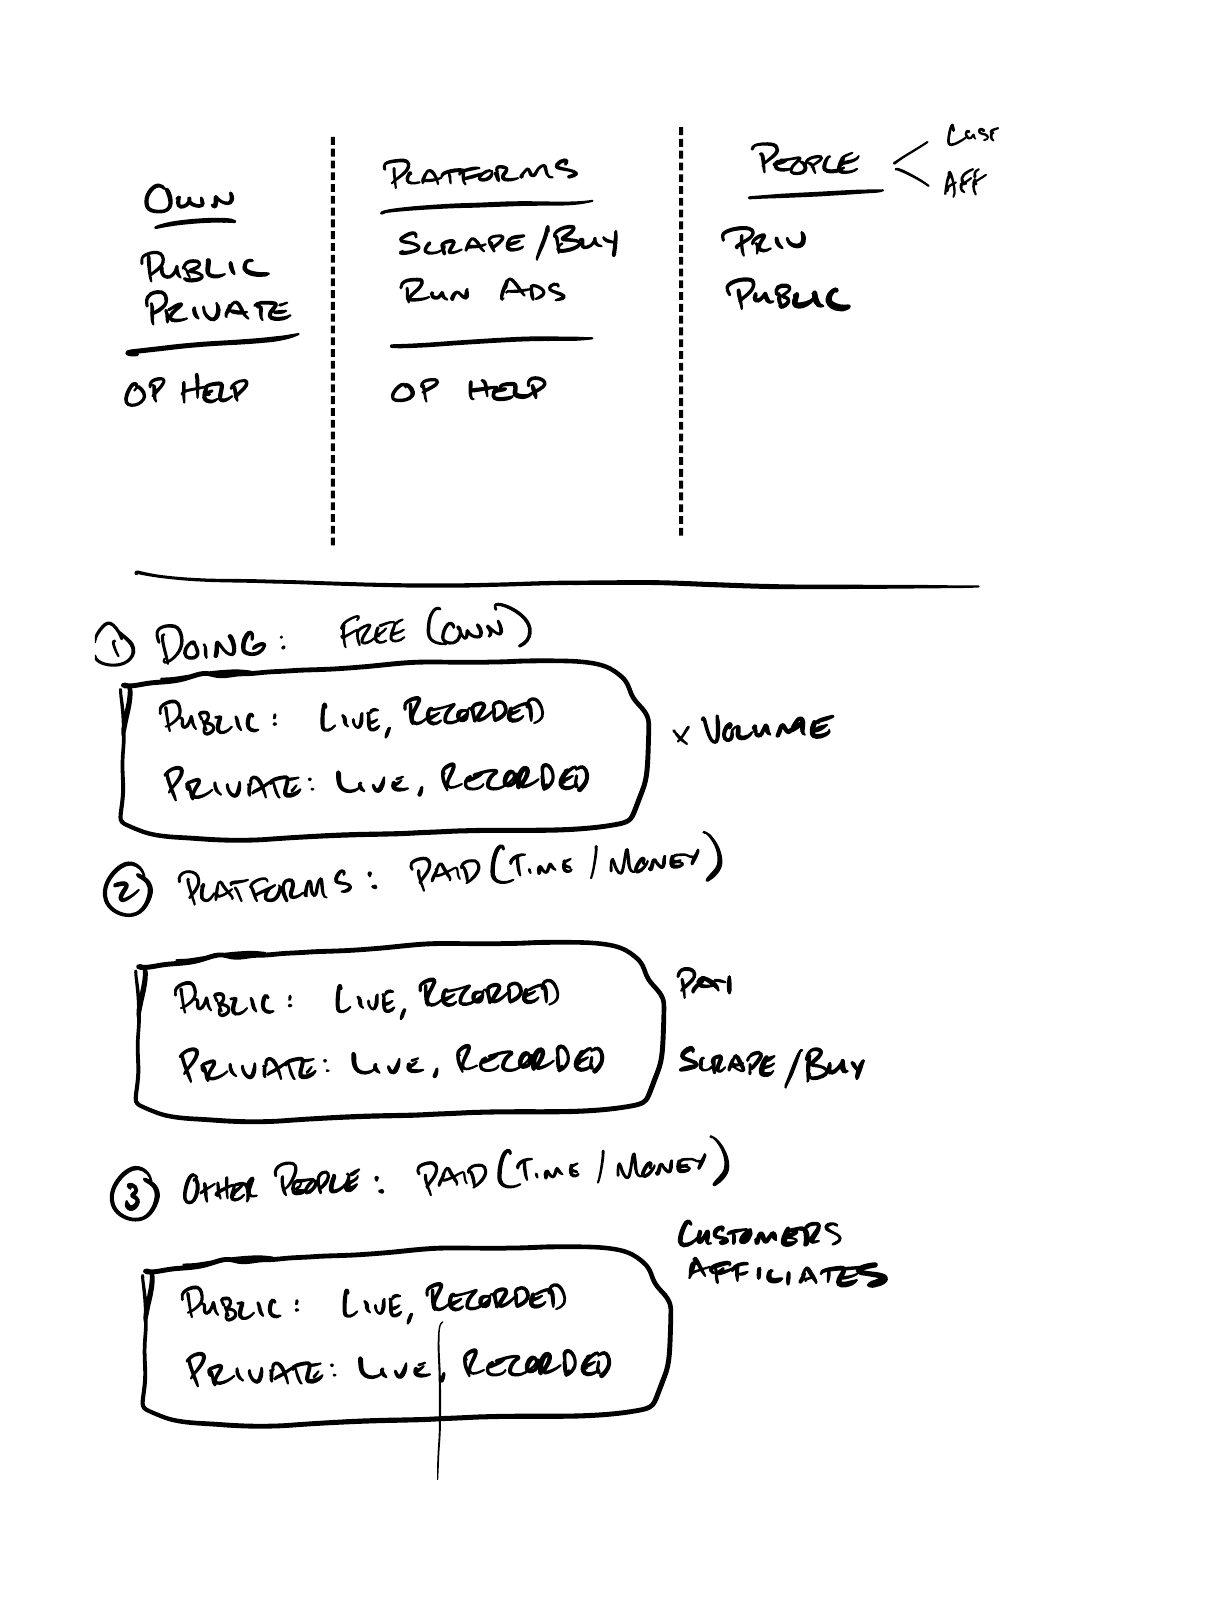 OWN
PUBLIC
PRIVATE
OP HELP
PLATFORMS
SCRAPE/BUY
RUN ADS
OP HELP
PEOPLE
CUST
AFF
PRIV
PUBLIC
1 DOING: FREE (OWN)
PUBLIC: LIVE, RECORDED
PRIVATE: LIVE, RECORDED
x VOLUME
2 PLATFORMS: PAID (TIME/MONEY)
PUBLIC: LIVE, RECORDED
PRIVATE: LIVE, RECORDED
PAY
SCRAPE/BUY
3 OTHER PEOPLE: PAID (TIME/MONEY)
CUSTOMERS
AFFILIATES
PUBLIC: LIVE, RECORDED
PRIVATE: LIVE, RECORDED